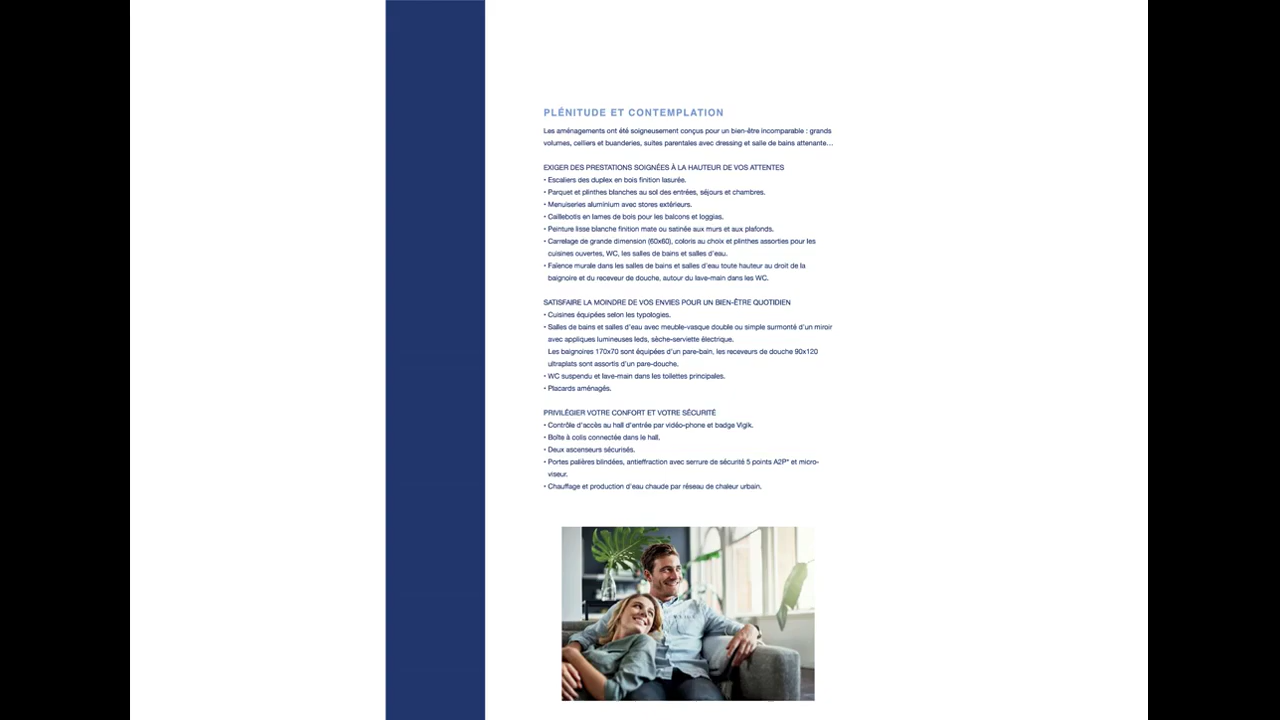 PLÉNITUDE ET CONTEMPLATION
Les aménagements ont été soigneusement conçus pour un bien-être incomparable : grands
volumes, celliers et buanderies, suites parentales avec dressing et salle de bains attenante...
EXIGER DES PRESTATIONS SOIGNÉES À LA HAUTEUR DE VOS ATTENTES
• Escaliers des duplex en bois finition lasurée.
• Parquet et plinthes blanches au sol des entrées, séjours et chambres.
• Menuiseries aluminium avec stores extérieurs.
• Caillebotis en lames de bois pour les balcons et loggias.
• Peinture lisse blanche finition mate ou satinée aux murs et aux plafonds.
• Carrelage de grande dimension (60x60), coloris au choix et plinthes assorties pour les
cuisines ouvertes, WC, les salles de bains et salles d'eau.
• Faïence murale dans les salles de bains et salles d'eau toute hauteur au droit de la
baignoire et du receveur de douche, autour du lave-main dans les WC.
SATISFAIRE LA MOINDRE DE VOS ENVIES POUR UN BIEN-ÊTRE QUOTIDIEN
• Cuisines équipées selon les typologies.
• Salles de bains et salles d'eau avec meuble-vasque double ou simple surmonté d'un miroir
avec appliques lumineuses leds, sèche-serviette électrique.
Les baignoires 170x70 sont équipées d'un pare-bain, les receveurs de douche 90x120
ultraplats sont assortis d'un pare-douche.
• WC suspendu et lave-main dans les toilettes principales.
• Placards aménagés.
PRIVILÉGIER VOTRE CONFORT ET VOTRE SÉCURITÉ
• Contrôle d'accès au hall d'entrée par vidéo-phone et badge Vigik.
• Boîte à colis connectée dans le hall.
• Deux ascenseurs sécurisés.
• Portes palières blindées, antieffraction avec serrure de sécurité 5 points A2P* et micro-
viseur.
• Chauffage et production d'eau chaude par réseau de chaleur urbain.